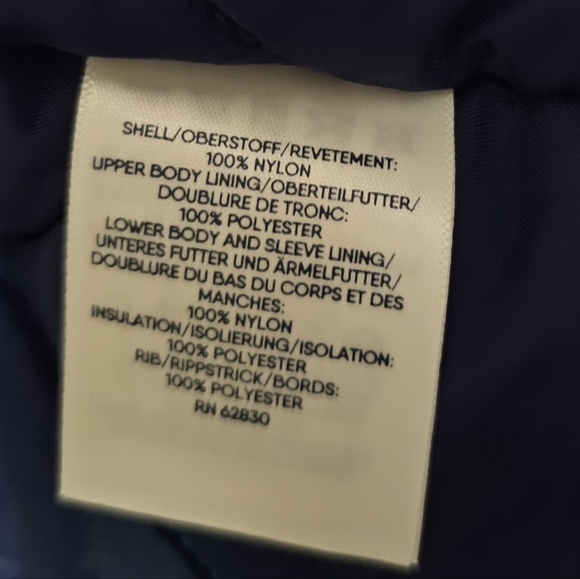 SHELL/OBERSTOFF/REVETEMENT:
100% NYLON
UPPER BODY LINING/OBERTEILFUTTER/
DOUBLURE DE TRONC:
100% POLYESTER
LOWER BODY AND SLEEVE LINING/
UNTERES FUTTER UND ÄRMELFUTTER/
DOUBLURE DU BAS DU CORPS ET DES
MANCHES:
100% NYLON
INSULATION/ISOLIERUNG/ISOLATION:
100% POLYESTER
RIB/RIPPSTRICK/BORDS:
100% POLYESTER
RN 62830